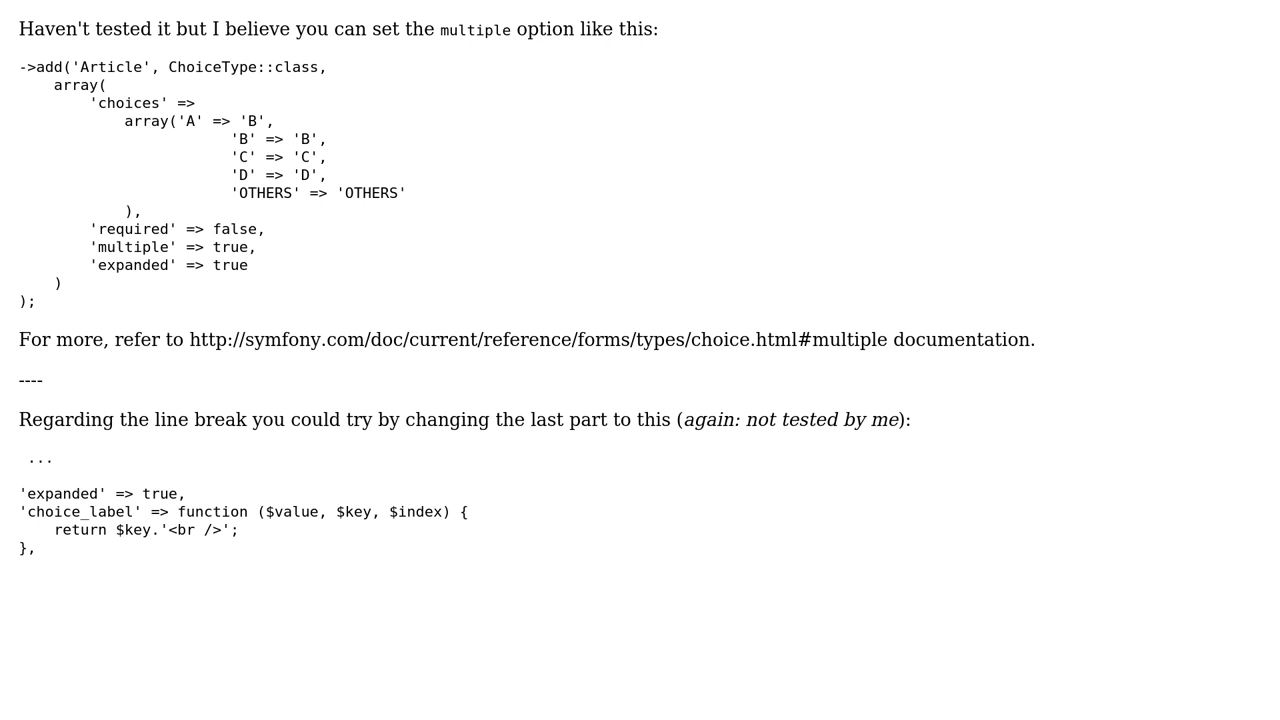 Haven't tested it but I believe you can set the multiple option like this:
->add('Article', ChoiceType::class,
    array(
        'choices' =>
            array('A' => 'B',
                        'B' => 'B',
                        'C' => 'C',
                        'D' => 'D',
                        'OTHERS' => 'OTHERS'
            ),
        'required' => false,
        'multiple' => true,
        'expanded' => true
    )
);
For more, refer to http://symfony.com/doc/current/reference/forms/types/choice.html#multiple documentation.
----
Regarding the line break you could try by changing the last part to this (again: not tested by me):
 ...
'expanded' => true,
'choice_label' => function ($value, $key, $index) {
    return $key.'<br />';
},